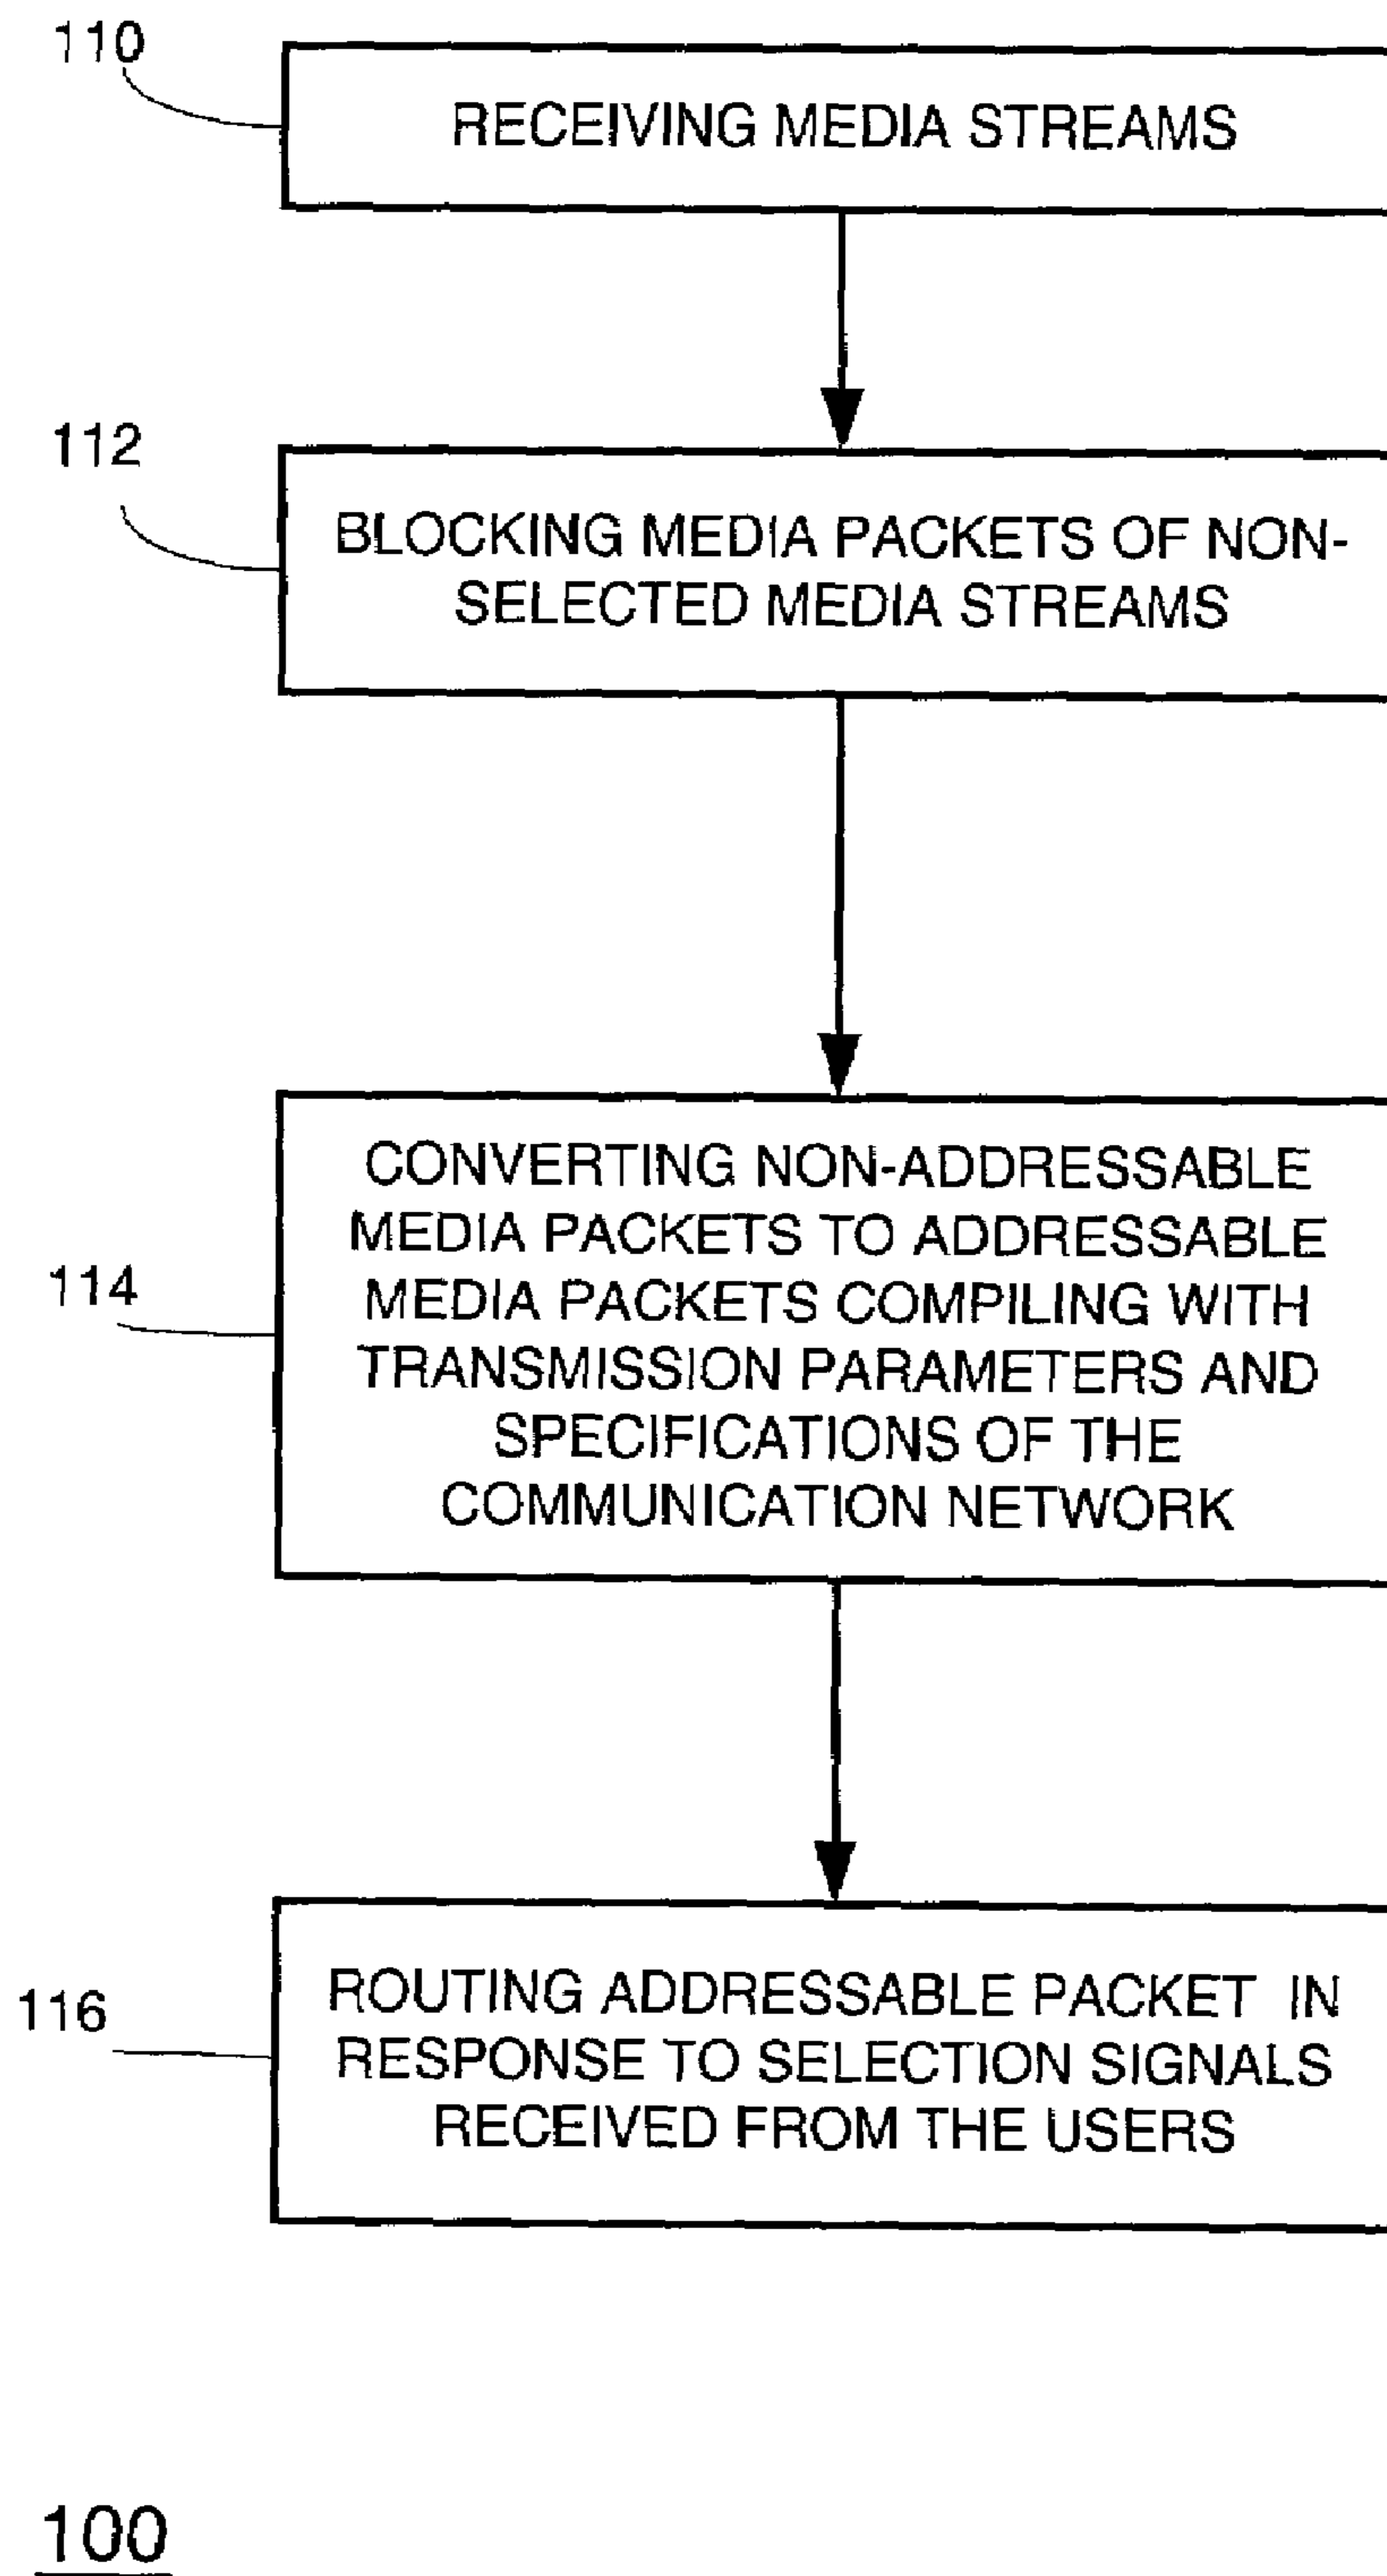 110
RECEIVING MEDIA STREAMS
112
BLOCKING MEDIA PACKETS OF NON-
SELECTED MEDIA STREAMS
114
CONVERTING NON-ADDRESSABLE
MEDIA PACKETS TO ADDRESSABLE
MEDIA PACKETS COMPILING WITH
TRANSMISSION PARAMETERS AND
SPECIFICATIONS OF THE
COMMUNICATION NETWORK
116
ROUTING ADDRESSABLE PACKET IN
RESPONSE TO SELECTION SIGNALS
RECEIVED FROM THE USERS
100